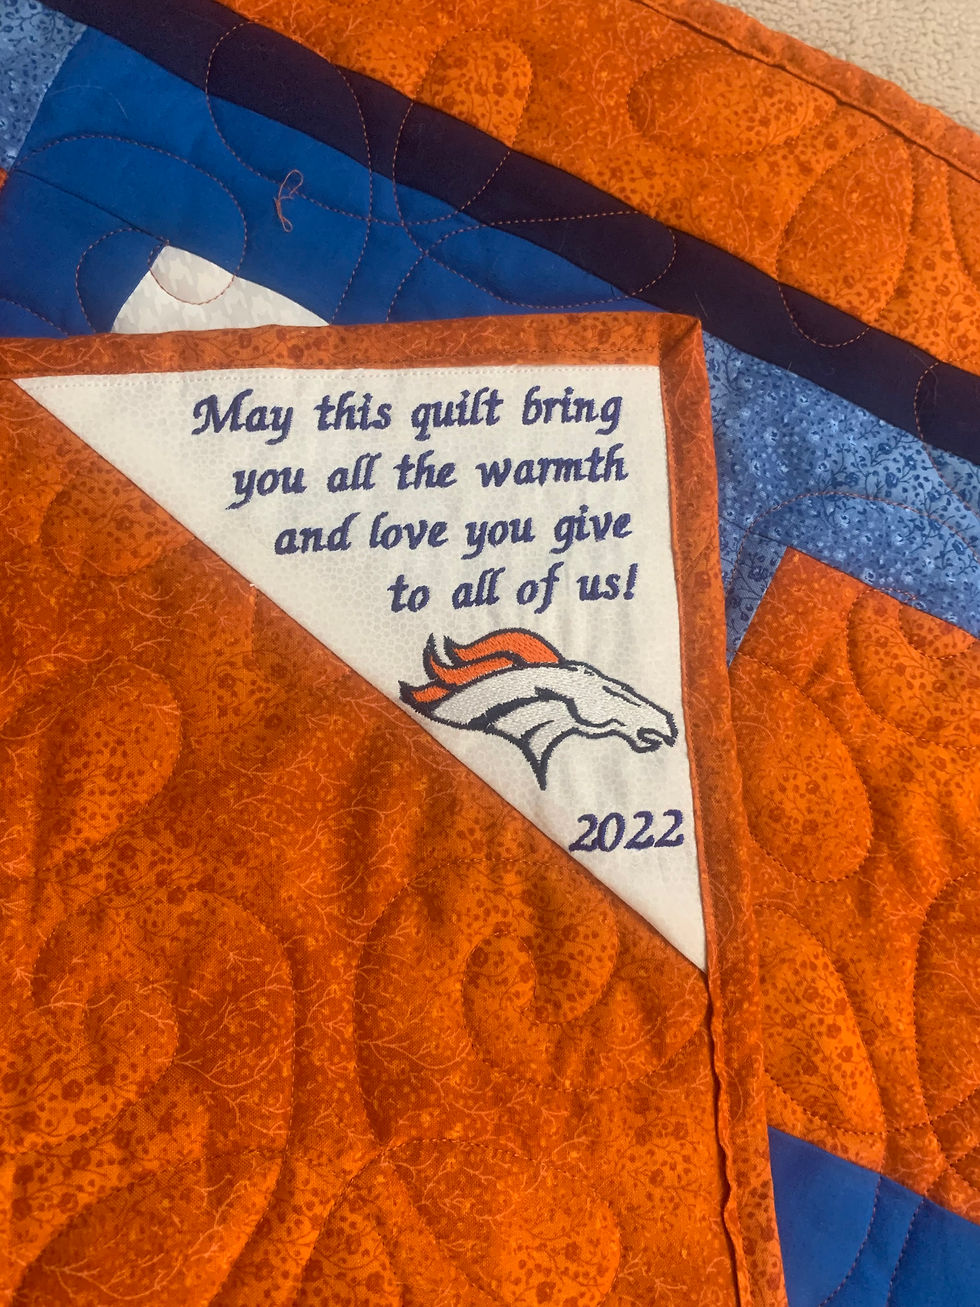 May this quilt bring
you all the warmth
and love you give
to all of us!
2022